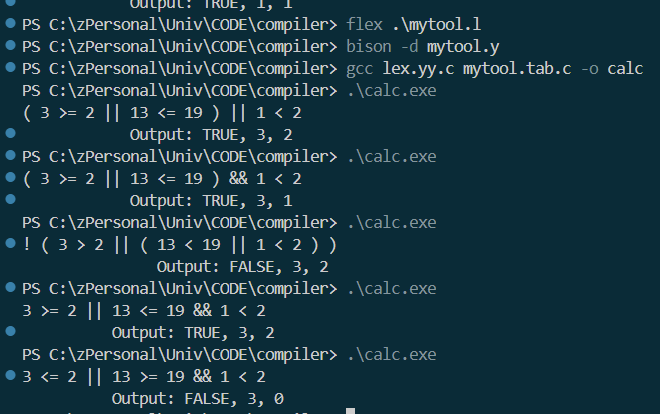 Output: TRUE, 1, 1
PS C:\zPersonal\Univ\CODE\compiler> flex .\mytool.l
PS C:\zPersonal\Univ\CODE\compiler> bison -d mytool.y
PS C:\zPersonal\Univ\CODE\compiler> gcc lex.yy.c mytool.tab.c -o calc
PS C:\zPersonal\Univ\CODE\compiler> .\calc.exe
( 3 >= 2 || 13 <= 19 ) || 1 < 2
Output: TRUE, 3, 2
PS C:\zPersonal\Univ\CODE\compiler> .\calc.exe
( 3 >= 2 || 13 <= 19 ) && 1 < 2
Output: TRUE, 3, 1
PS C:\zPersonal\Univ\CODE\compiler> .\calc.exe
! ( 3 > 2 || ( 13 < 19 || 1 < 2 ) )
Output: FALSE, 3, 2
PS C:\zPersonal\Univ\CODE\compiler> .\calc.exe
3 >= 2 || 13 <= 19 && 1 < 2
Output: TRUE, 3, 2
PS C:\zPersonal\Univ\CODE\compiler> .\calc.exe
3 <= 2 || 13 >= 19 && 1 < 2
Output: FALSE, 3, 0